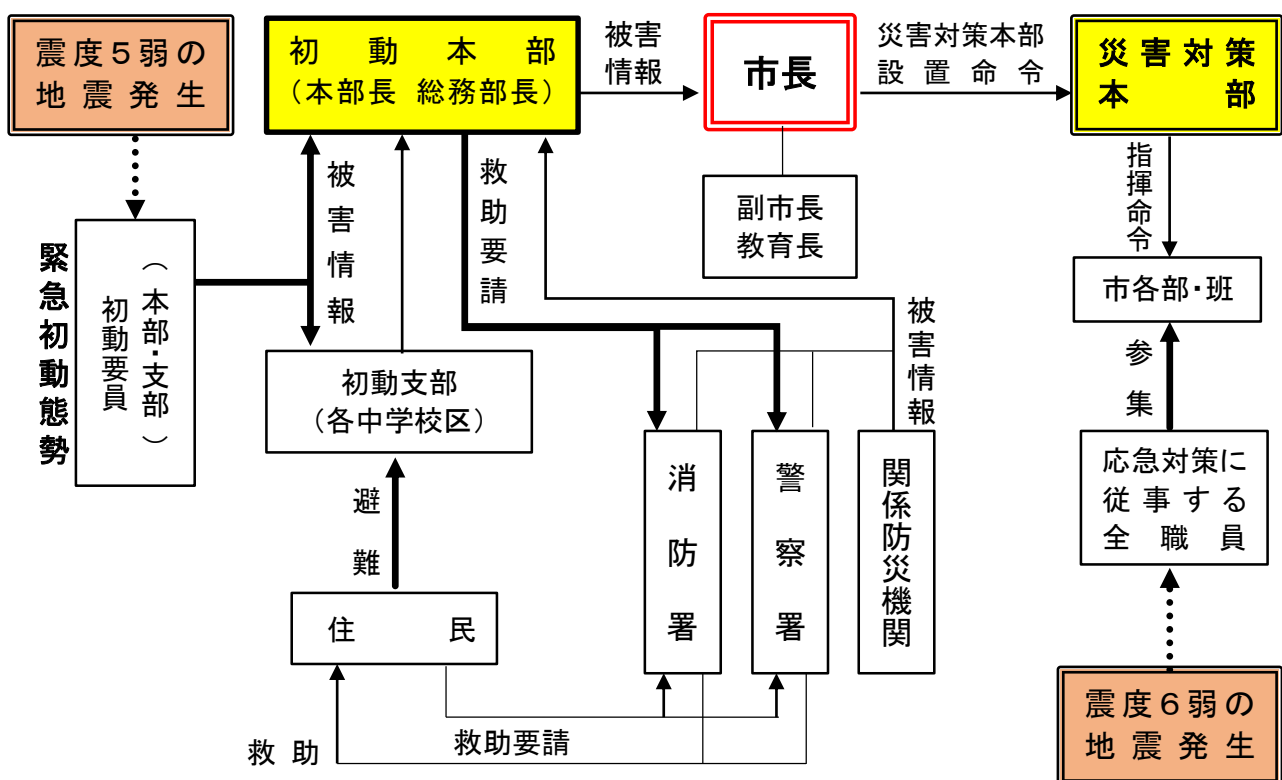 震度5弱の
地震発生
初動本部
（本部長 総務部長）
被害
情報
市長
災害対策本部
設置命令
災害対策
本部
被害情報
救助要請
副市長
教育長
指揮命令
緊急初動態勢
（本部・支部）
初動要員
市各部・班
初動支部
（各中学校区）
被害情報
参集
避難
消防署
警察署
関係防災機関
応急対策に
従事する
全職員
住民
救助
救助要請
震度6弱の
地震発生